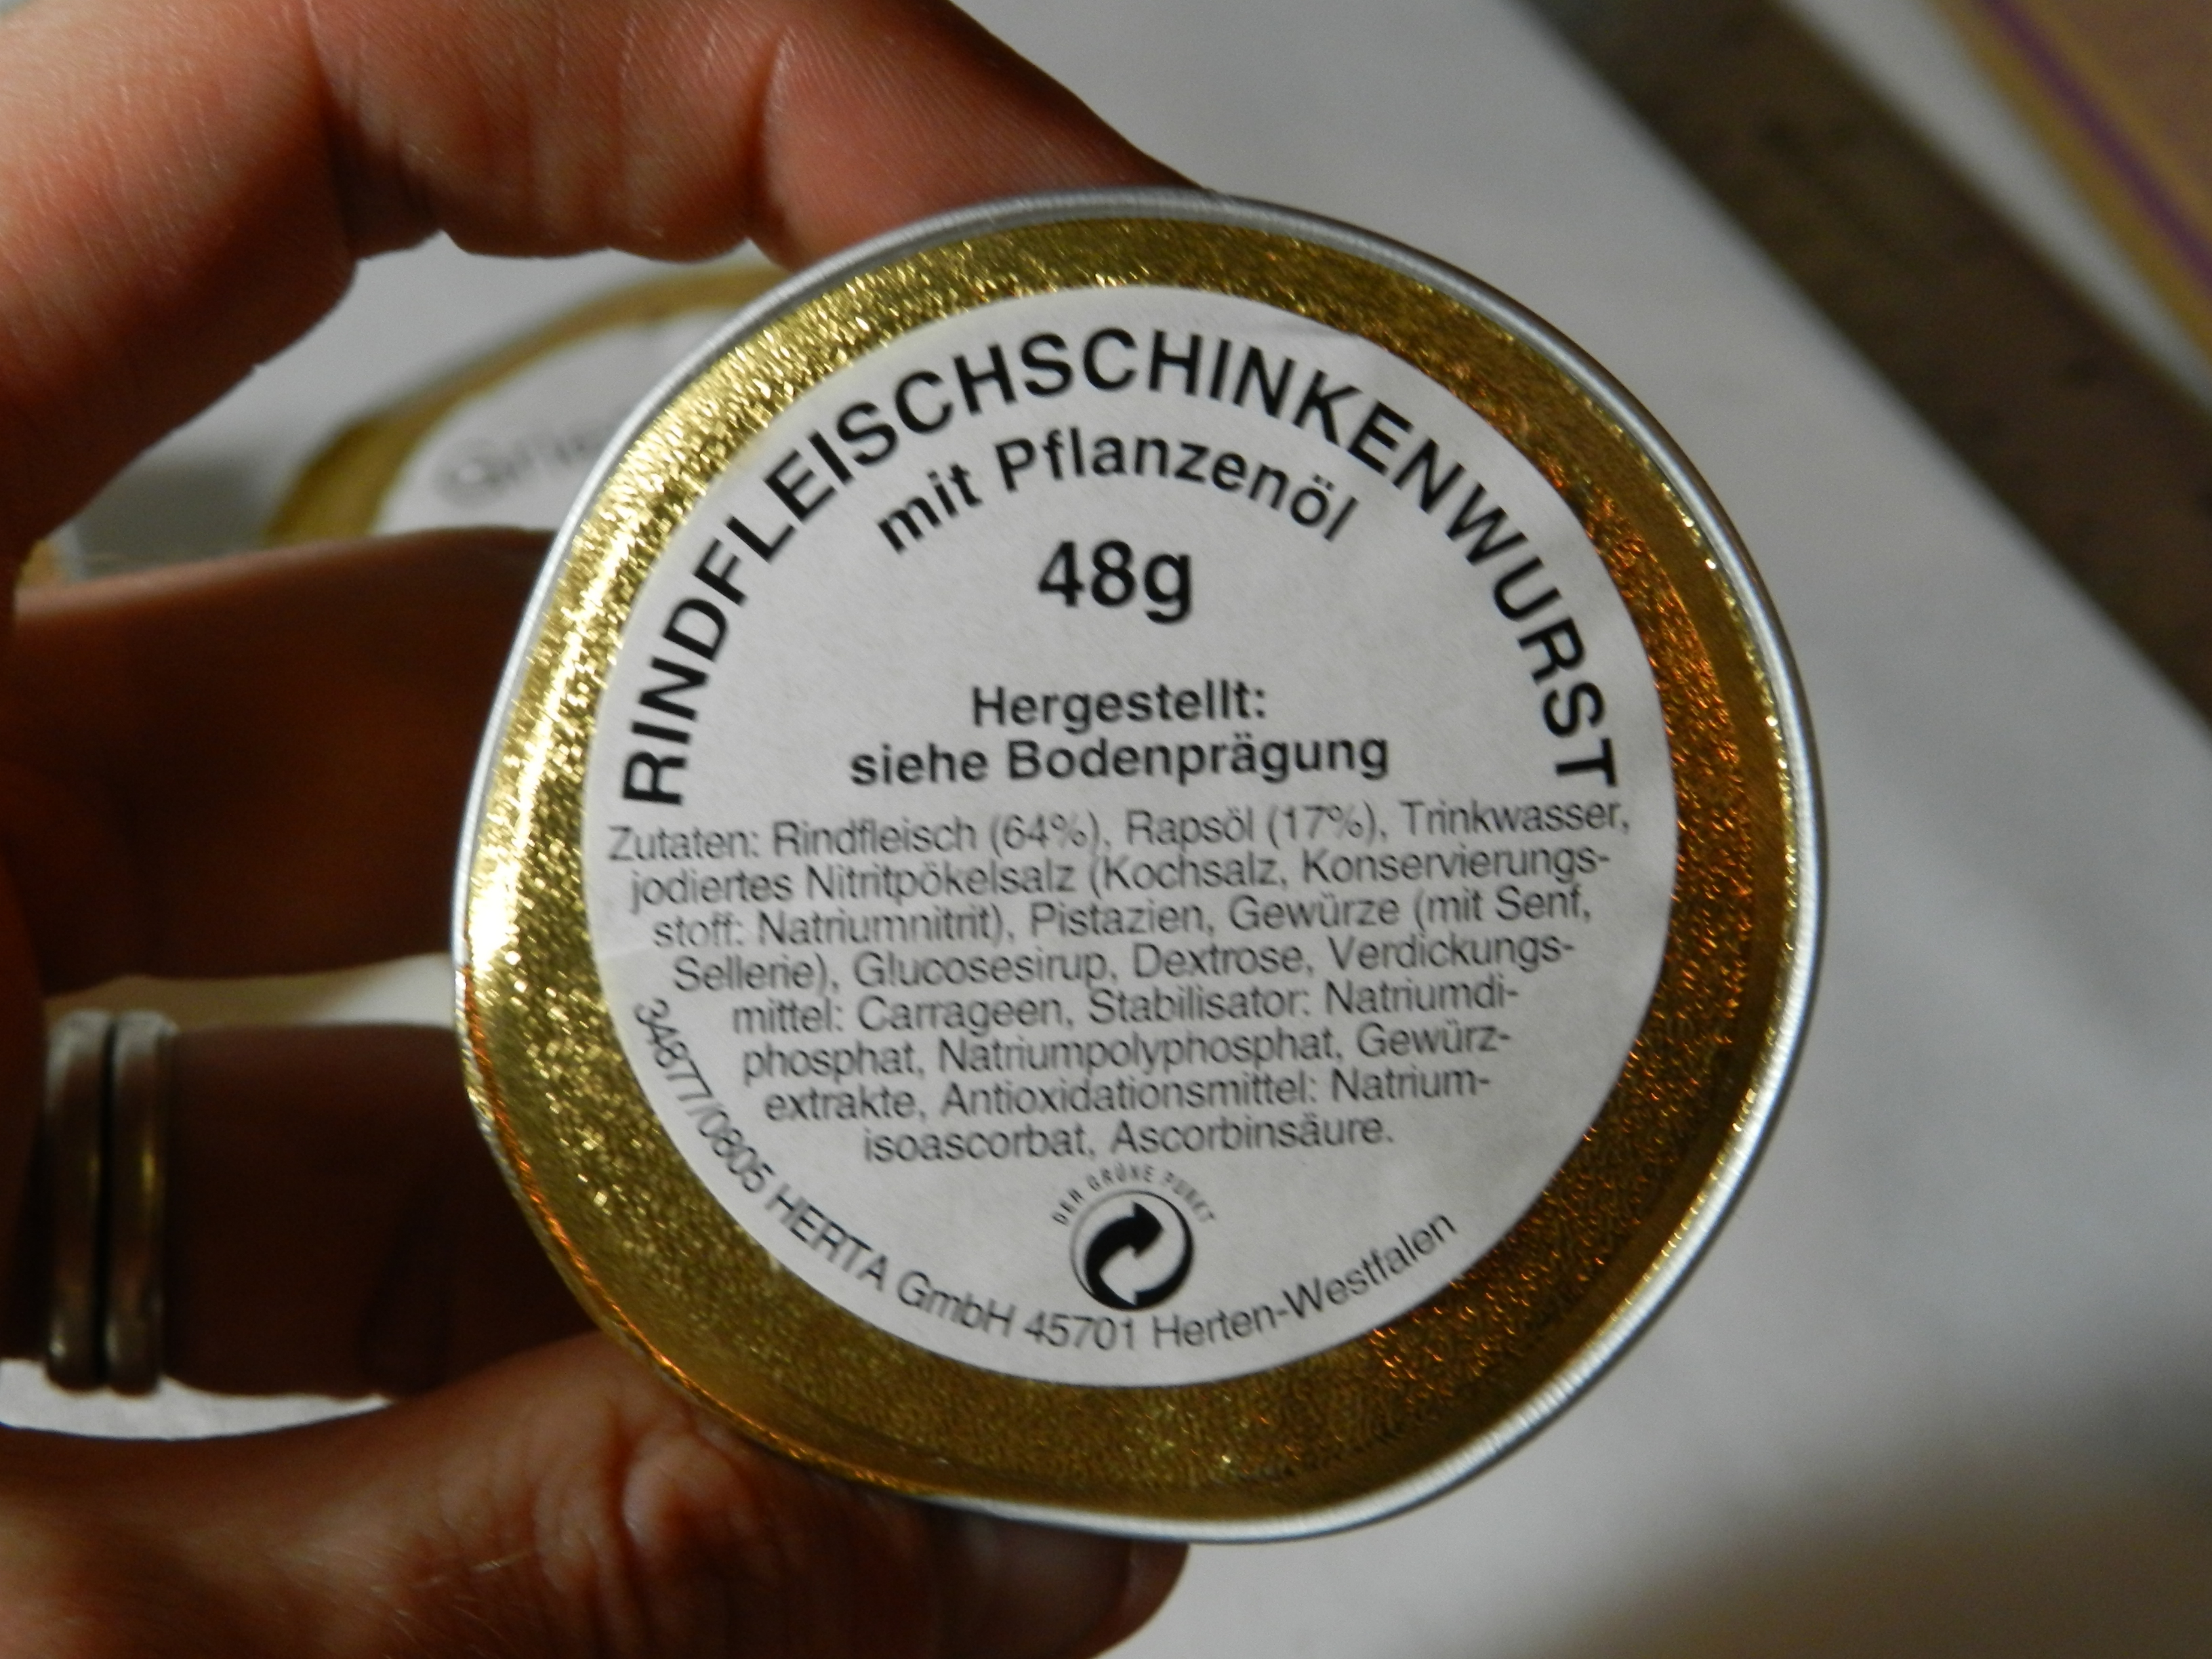 RINDFLEISCHSCHINKENWURST
mit Pflanzenöl
48g
Hergestellt:
siehe Bodenprägung
Zutaten: Rindfleisch (64%), Rapsöl (17%), Trinkwasser,
jodiertes Nitritpökelsalz (Kochsalz, Konservierungs-
stoff: Natriumnitrit), Pistazien, Gewürze (mit Senf,
Sellerie), Glucosesirup, Dextrose, Verdickungs-
mittel: Carrageen, Stabilisator: Natriumdi-
phosphat, Natriumpolyphosphat, Gewürz-
extrakte, Antioxidationsmittel: Natrium-
isoascorbat, Ascorbinsäure.
DER GRÜNE PUNKT
34877/0805 HERTA GmbH 45701 Herten-Westfalen